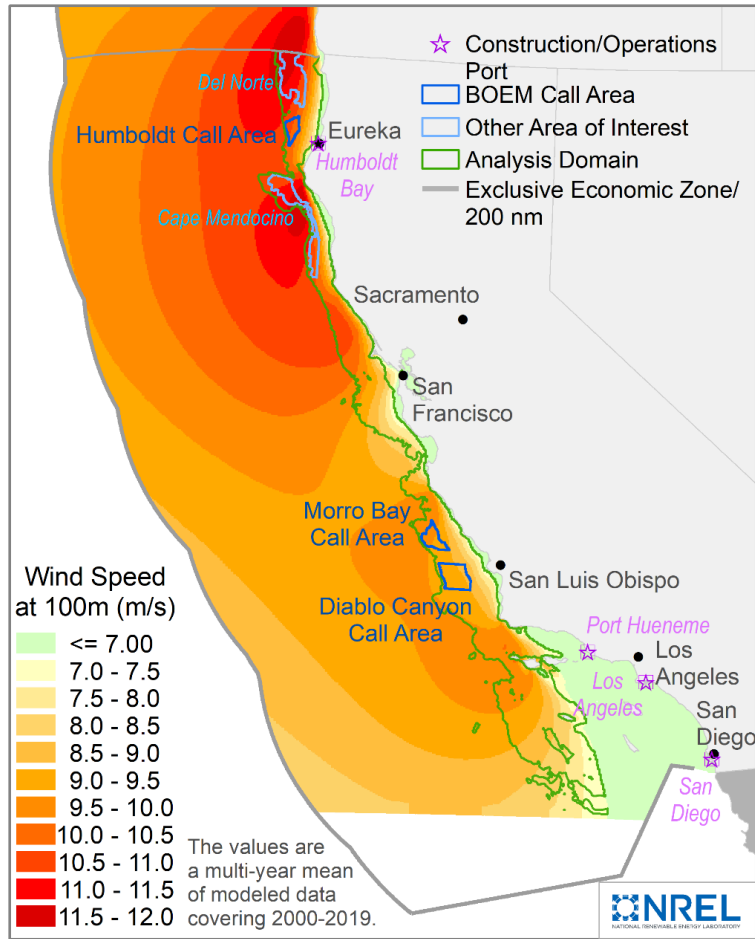 Construction/Operations
Port
BOEM Call Area
Other Area of Interest
Analysis Domain
Exclusive Economic Zone/
200 nm
Del Norte
Humboldt Call Area
Eureka
Humboldt
Bay
Cape Mendocino
Sacramento
San
Francisco
Morro Bay
Call Area
San Luis Obispo
Diablo Canyon
Call Area
Port Hueneme
Los
Angeles
Los
Angeles
San
Diego
San
Diego
Wind Speed
at 100m (m/s)
<= 7.00
7.0 - 7.5
7.5 - 8.0
8.0 - 8.5
8.5 - 9.0
9.0 - 9.5
9.5 - 10.0
10.0 - 10.5
10.5 - 11.0
11.0 - 11.5
11.5 - 12.0
The values are
a multi-year mean
of modeled data
covering 2000-2019.
NREL
NATIONAL RENEWABLE ENERGY LABORATORY